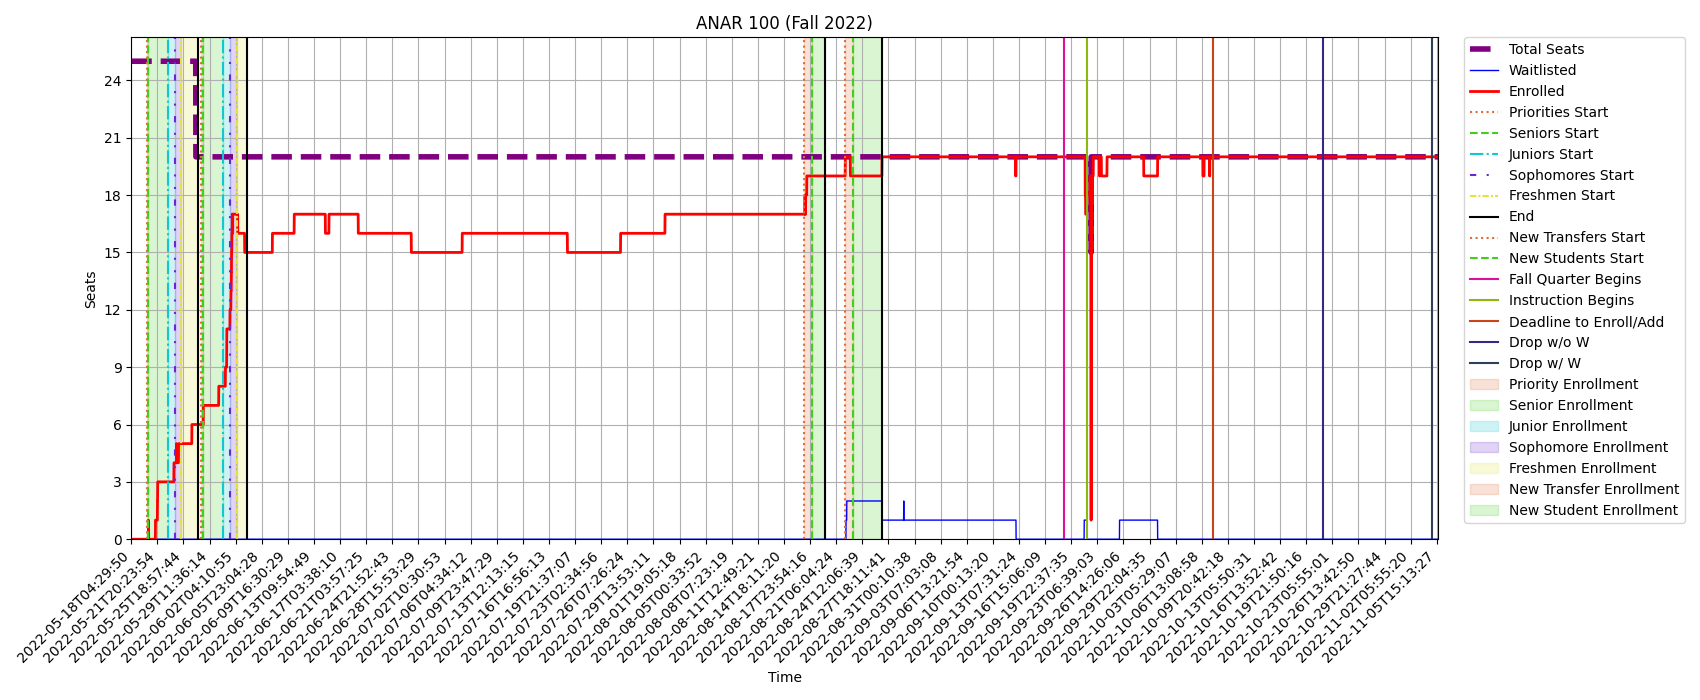 ANAR 100 (Fall 2022)
Seats
24
21
18
15
12
9
6
3
0
2022-05-18T04:29:50
2022-05-21T20:23:54
2022-05-25T18:57:44
2022-05-29T11:36:14
2022-06-02T04:10:55
2022-06-05T23:04:28
2022-06-09T16:30:29
2022-06-13T09:54:49
2022-06-17T03:38:10
2022-06-21T03:57:25
2022-06-24T21:52:43
2022-06-28T15:53:29
2022-07-02T10:30:53
2022-07-06T04:34:12
2022-07-09T23:47:29
2022-07-13T12:13:15
2022-07-16T16:56:13
2022-07-19T21:37:07
2022-07-23T02:34:56
2022-07-26T07:26:24
2022-07-29T13:53:11
2022-08-01T19:05:18
2022-08-05T00:33:52
2022-08-08T07:23:19
2022-08-11T12:49:21
2022-08-14T18:11:20
2022-08-17T23:54:16
2022-08-21T06:04:24
2022-08-24T12:06:39
2022-08-27T18:11:41
2022-08-31T00:10:38
2022-09-03T07:03:08
2022-09-06T13:21:54
2022-09-10T00:13:20
2022-09-13T07:31:24
2022-09-16T15:06:09
2022-09-19T22:37:35
2022-09-23T06:39:03
2022-09-26T14:26:06
2022-09-29T22:04:35
2022-10-03T05:29:07
2022-10-06T13:08:58
2022-10-09T20:42:18
2022-10-13T05:50:31
2022-10-16T13:52:42
2022-10-19T21:50:16
2022-10-23T05:55:01
2022-10-26T13:42:50
2022-10-29T21:27:44
2022-11-02T05:55:20
2022-11-05T15:13:27
Time
Total Seats
Waitlisted
Enrolled
Priorities Start
Seniors Start
Juniors Start
Sophomores Start
Freshmen Start
End
New Transfers Start
New Students Start
Fall Quarter Begins
Instruction Begins
Deadline to Enroll/Add
Drop w/o W
Drop w/ W
Priority Enrollment
Senior Enrollment
Junior Enrollment
Sophomore Enrollment
Freshmen Enrollment
New Transfer Enrollment
New Student Enrollment